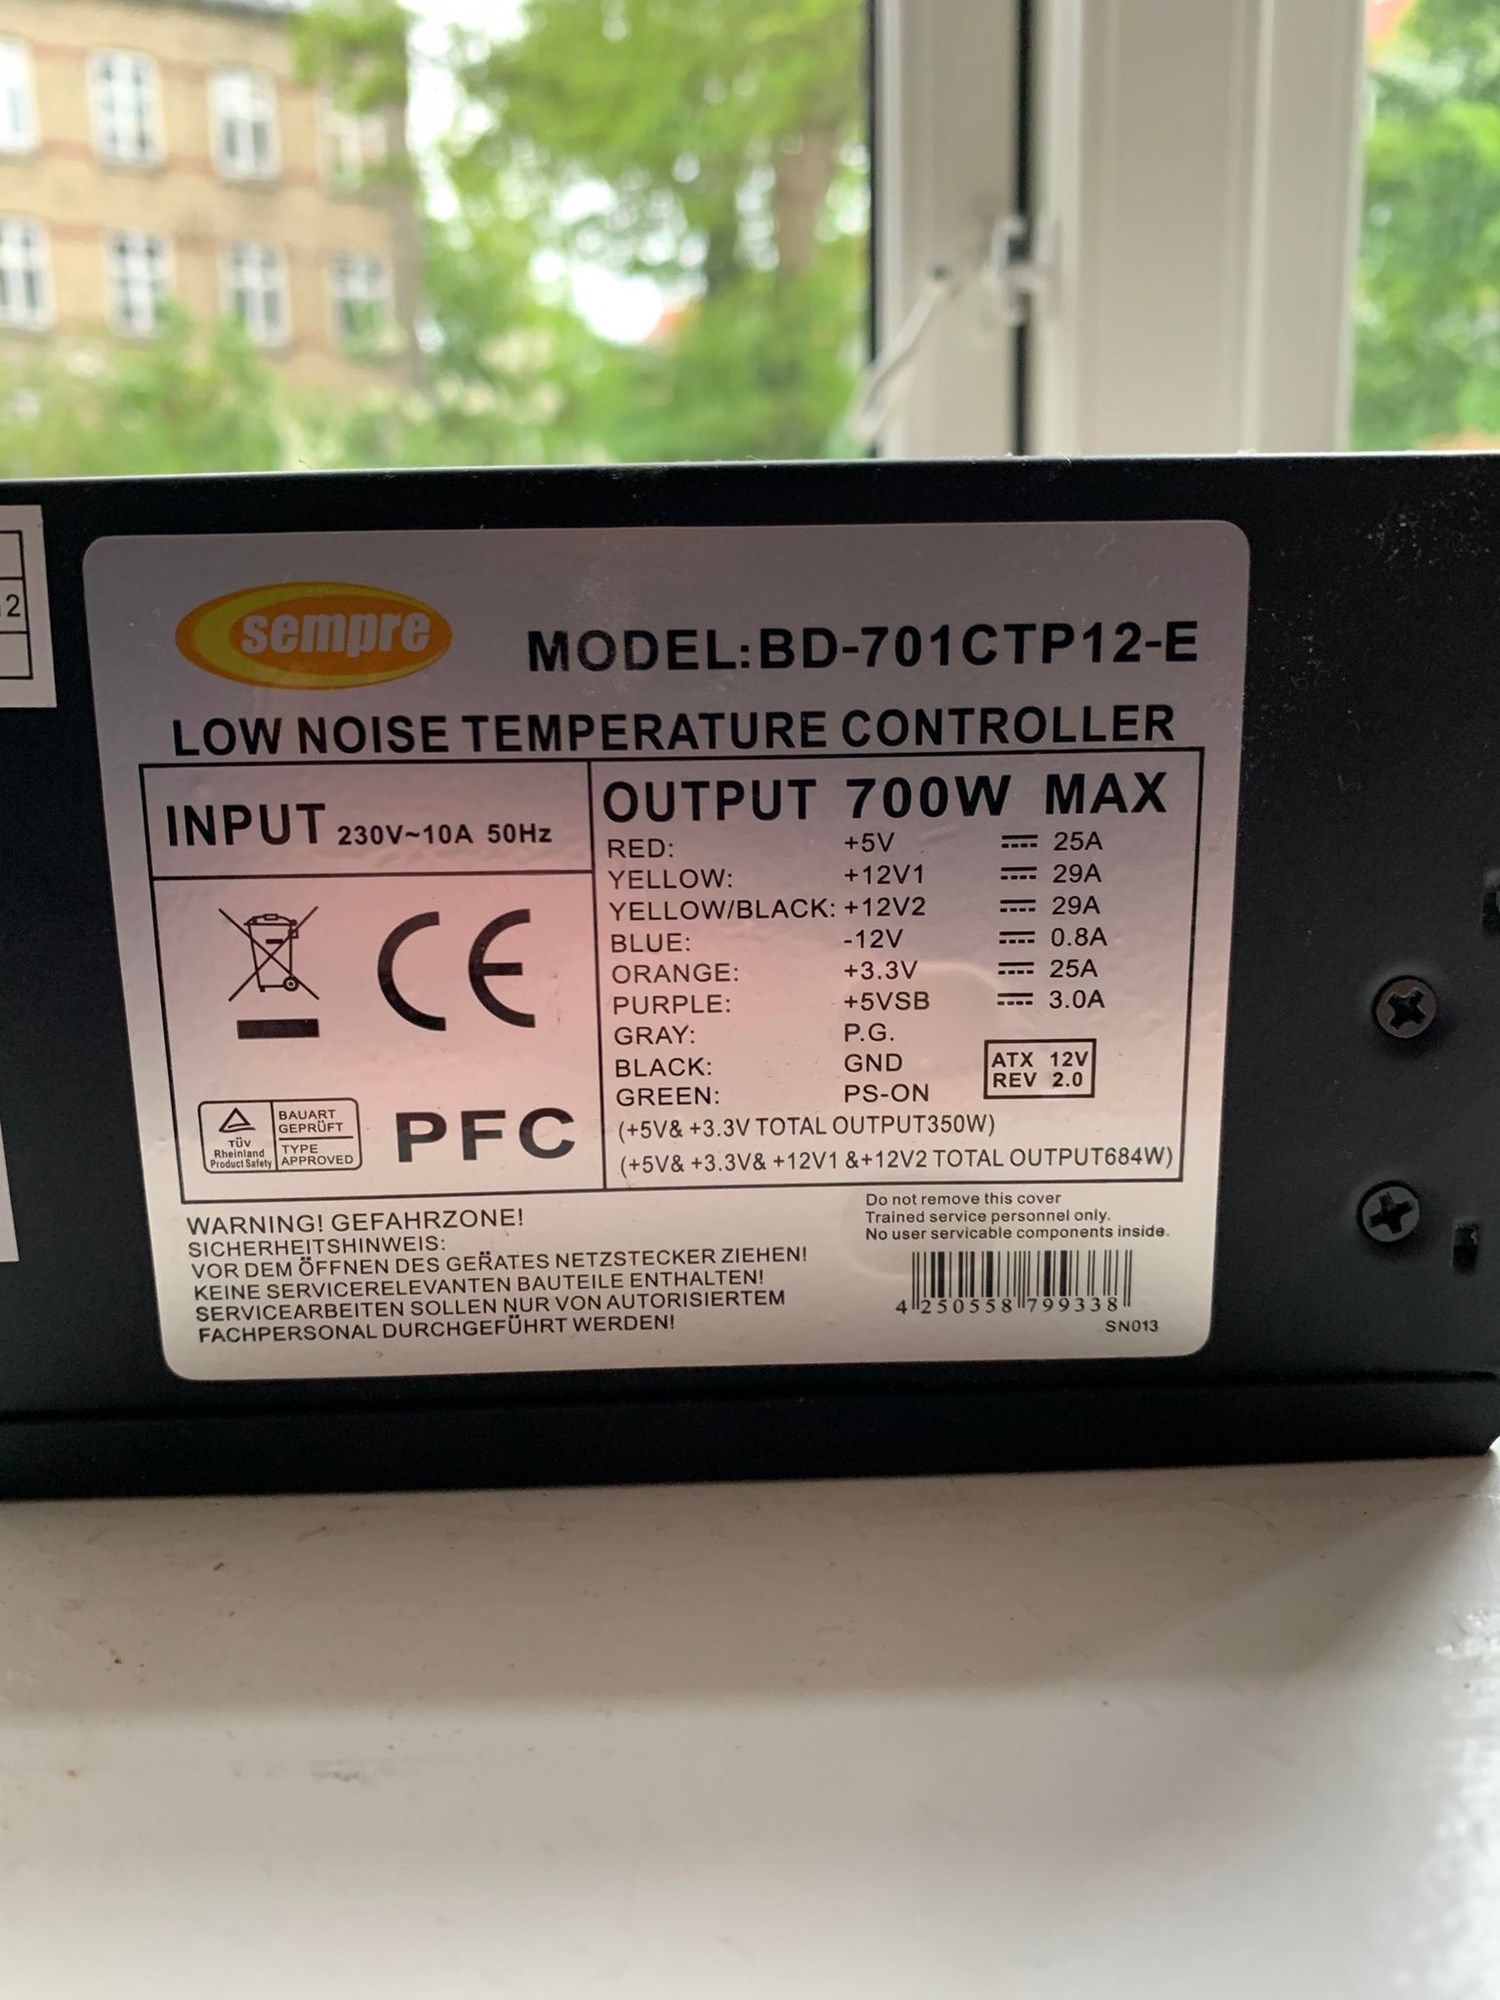 12
sempre
MODEL:BD-701CTP12-E
LOW NOISE TEMPERATURE CONTROLLER
INPUT 230V~10A 50Hz
OUTPUT 700W MAX
RED: +5V 25A
YELLOW: +12V1 29A
YELLOW/BLACK: +12V2 29A
BLUE: -12V 0.8A
ORANGE: +3.3V 25A
PURPLE: +5VSB 3.0A
GRAY: P.G.
BLACK: GND
GREEN: PS-ON
ATX 12V
REV 2.0
(+5V& +3.3V TOTAL OUTPUT350W)
(+5V& +3.3V& +12V1 &+12V2 TOTAL OUTPUT684W)
CE
TÜV
Rheinland
Product Safety
BAUART
GEPRÜFT
TYPE
APPROVED
PFC
WARNING! GEFAHRZONE!
SICHERHEITSHINWEIS:
VOR DEM ÖFFNEN DES GERÄTES NETZSTECKER ZIEHEN!
KEINE SERVICERELEVANTEN BAUTEILE ENTHALTEN!
SERVICEARBEITEN SOLLEN NUR VON AUTORISIERTEM
FACHPERSONAL DURCHGEFÜHRT WERDEN!
Do not remove this cover
Trained service personnel only.
No user servicable components inside.
4 250558 799338
SN013